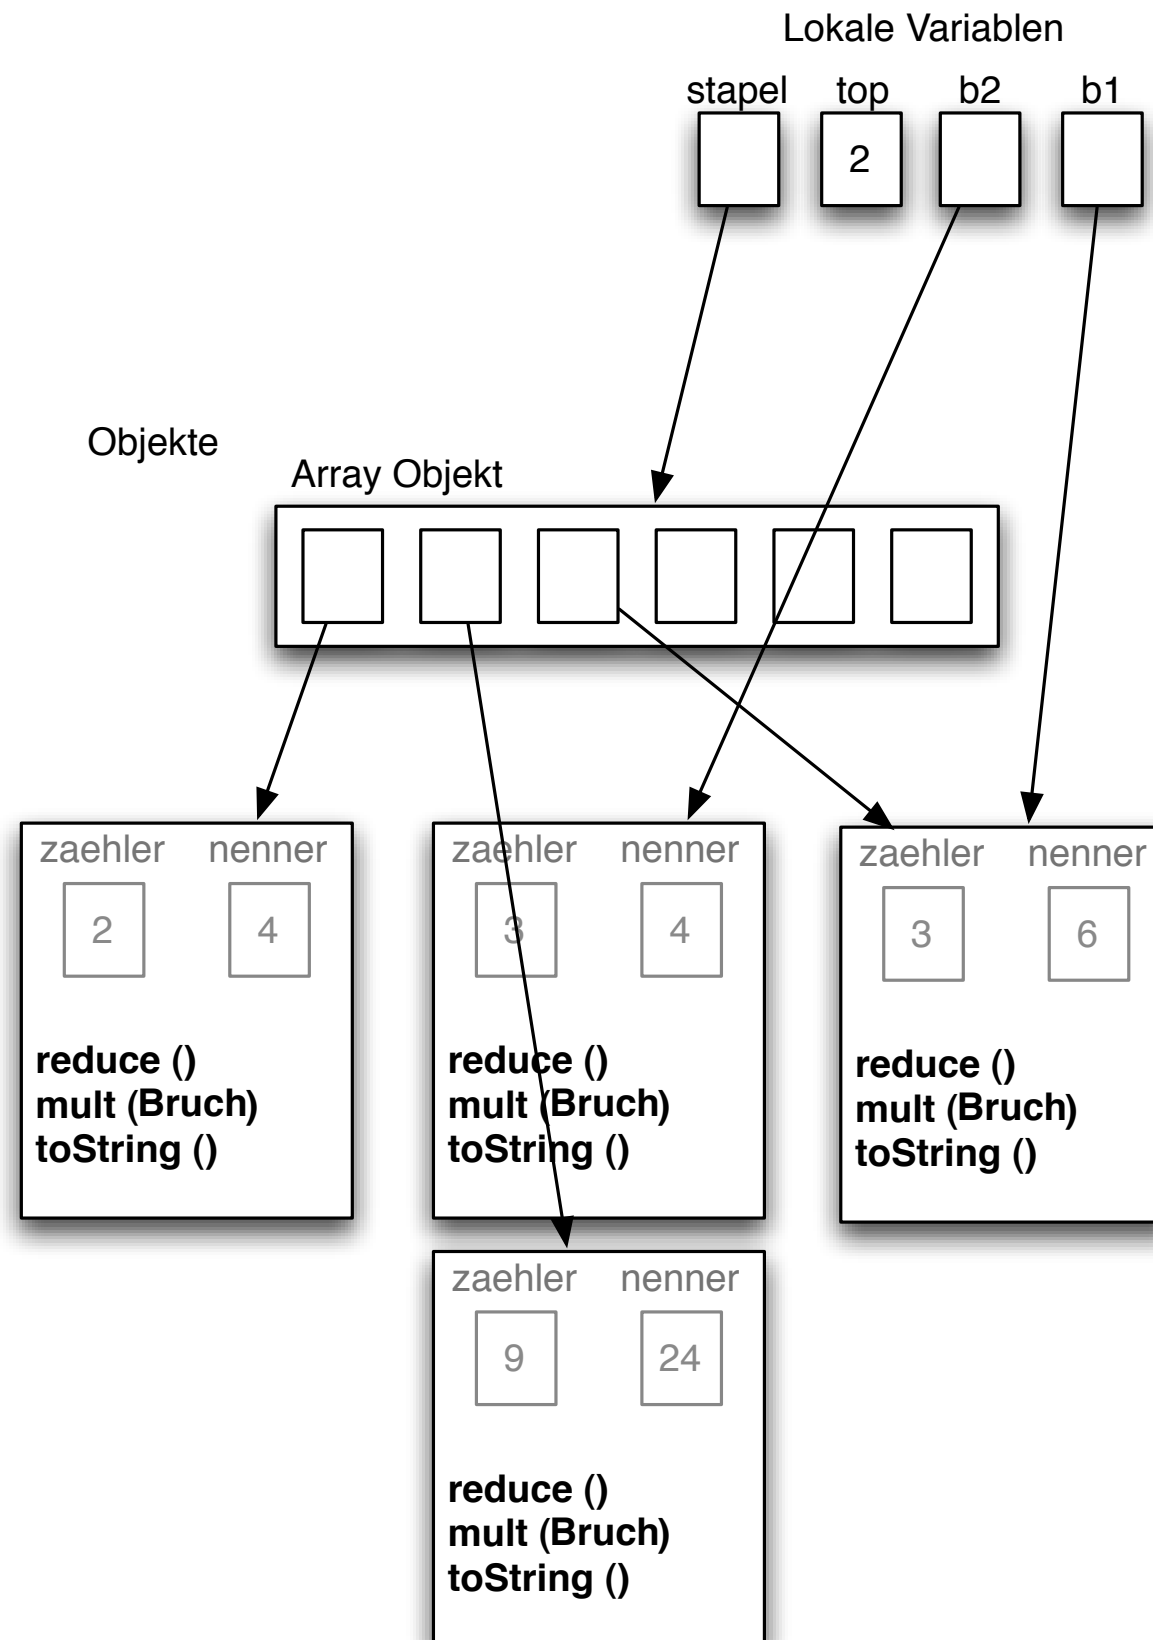 Lokale Variablen
stapel top b2 b1
2
Objekte
Array Objekt
zaehler nenner
2 4
reduce ()
mult (Bruch)
toString ()
zaehler nenner
3 4
reduce ()
mult (Bruch)
toString ()
zaehler nenner
3 6
reduce ()
mult (Bruch)
toString ()
zaehler nenner
9 24
reduce ()
mult (Bruch)
toString ()